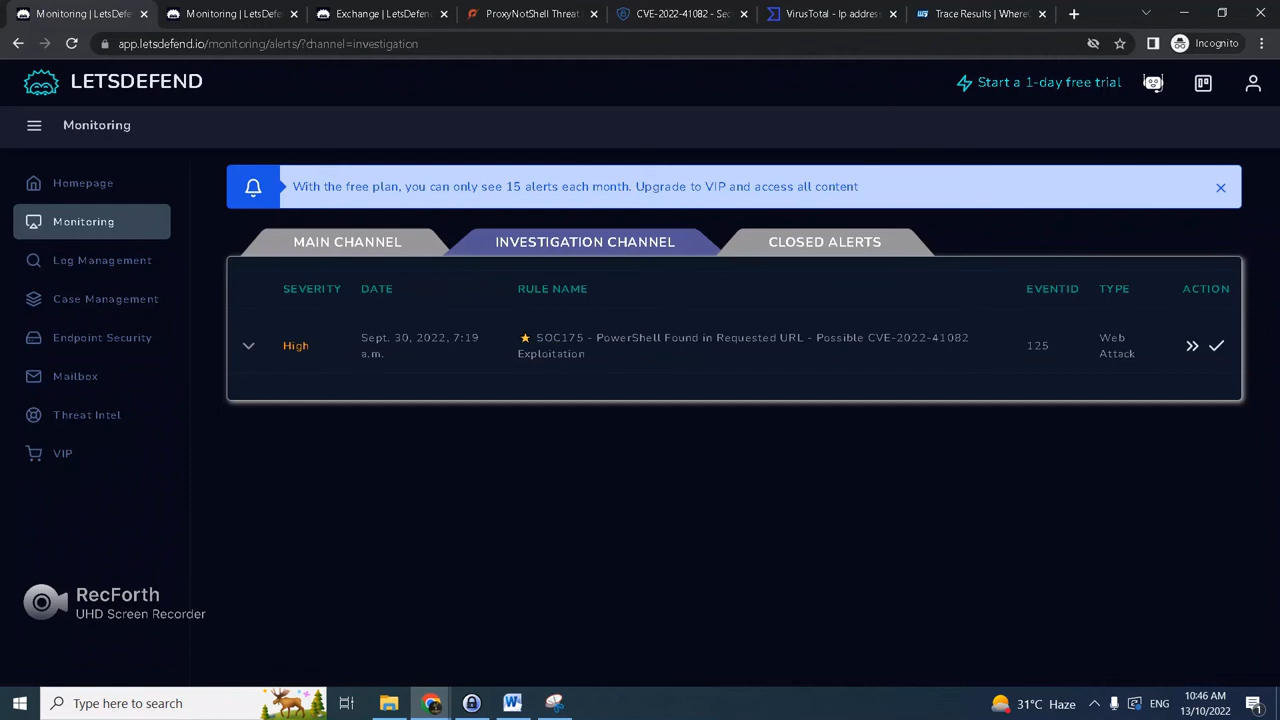 Monitoring | LetsDefe
Monitoring | LetsDefen
Exchange | LetsDefend
ProxyNotShell Threat
CVE-2022-41082 - Sec
VirusTotal - Ip address
Trace Results | WhereG
app.letsdefend.io/monitoring/alerts/?channel=investigation
Incognito
LETSDEFEND
Start a 1-day free trial
Monitoring
With the free plan, you can only see 15 alerts each month. Upgrade to VIP and access all content
Homepage
Monitoring
Log Management
Case Management
Endpoint Security
Mailbox
Threat Intel
VIP
MAIN CHANNEL
INVESTIGATION CHANNEL
CLOSED ALERTS
SEVERITY DATE RULE NAME EVENTID TYPE ACTION
High
Sept. 30, 2022, 7:19
a.m.
SOC175 - PowerShell Found in Requested URL - Possible CVE-2022-41082
Exploitation
125
Web
Attack
RecForth
UHD Screen Recorder
Type here to search
31°C Haze
ENG
10:46 AM
13/10/2022
1